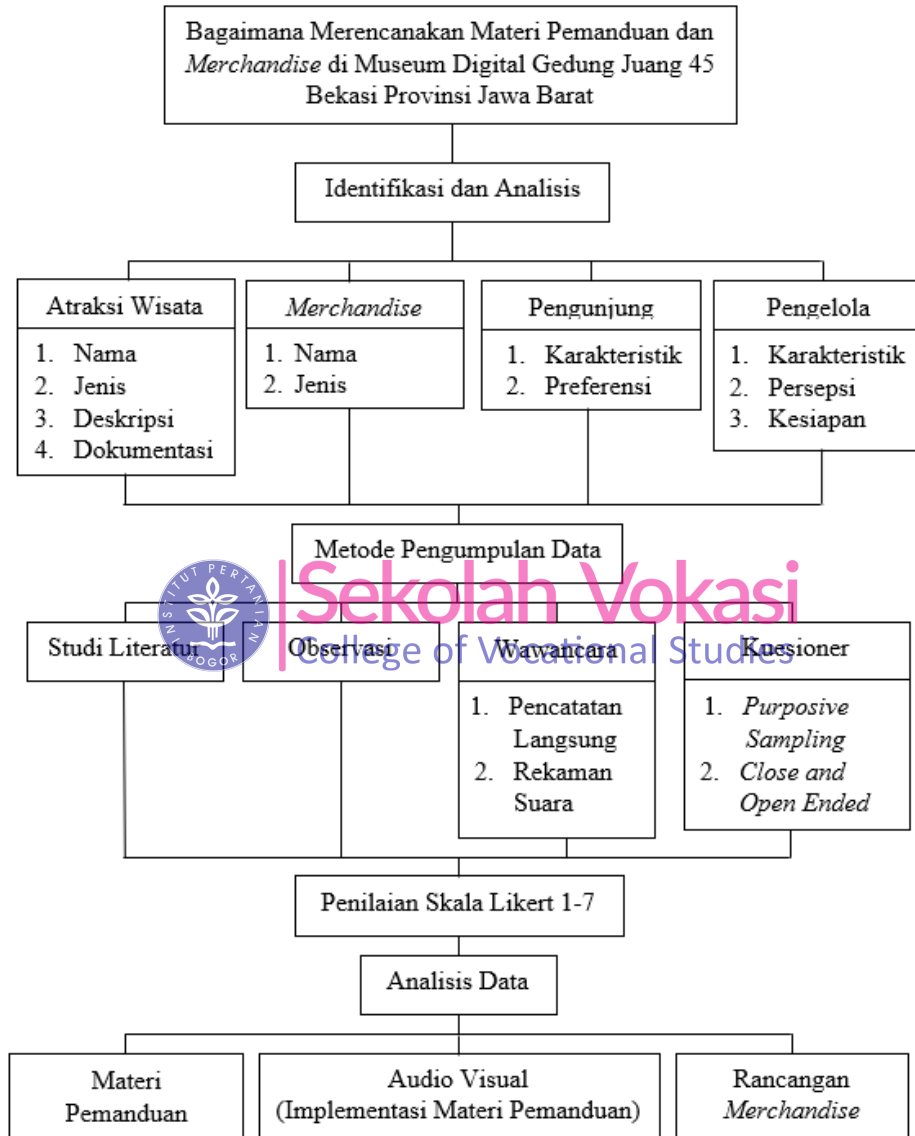 Bagaimana Merencanakan Materi Pemanduan dan
Merchandise di Museum Digital Gedung Juang 45
Bekasi Provinsi Jawa Barat
Identifikasi dan Analisis
Atraksi Wisata
1. Nama
2. Jenis
3. Deskripsi
4. Dokumentasi
Merchandise
1. Nama
2. Jenis
Pengunjung
1. Karakteristik
2. Preferensi
Pengelola
1. Karakteristik
2. Persepsi
3. Kesiapan
Metode Pengumpulan Data
INSTITUT PERTANIAN
BOGOR
Sekolah Vokasi
College of Vocational Studies
Studi Literatur
Observasi
Wawancara
1. Pencatatan
Langsung
2. Rekaman
Suara
Kuesioner
1. Purposive
Sampling
2. Close and
Open Ended
Penilaian Skala Likert 1-7
Analisis Data
Materi
Pemanduan
Audio Visual
(Implementasi Materi Pemanduan)
Rancangan
Merchandise